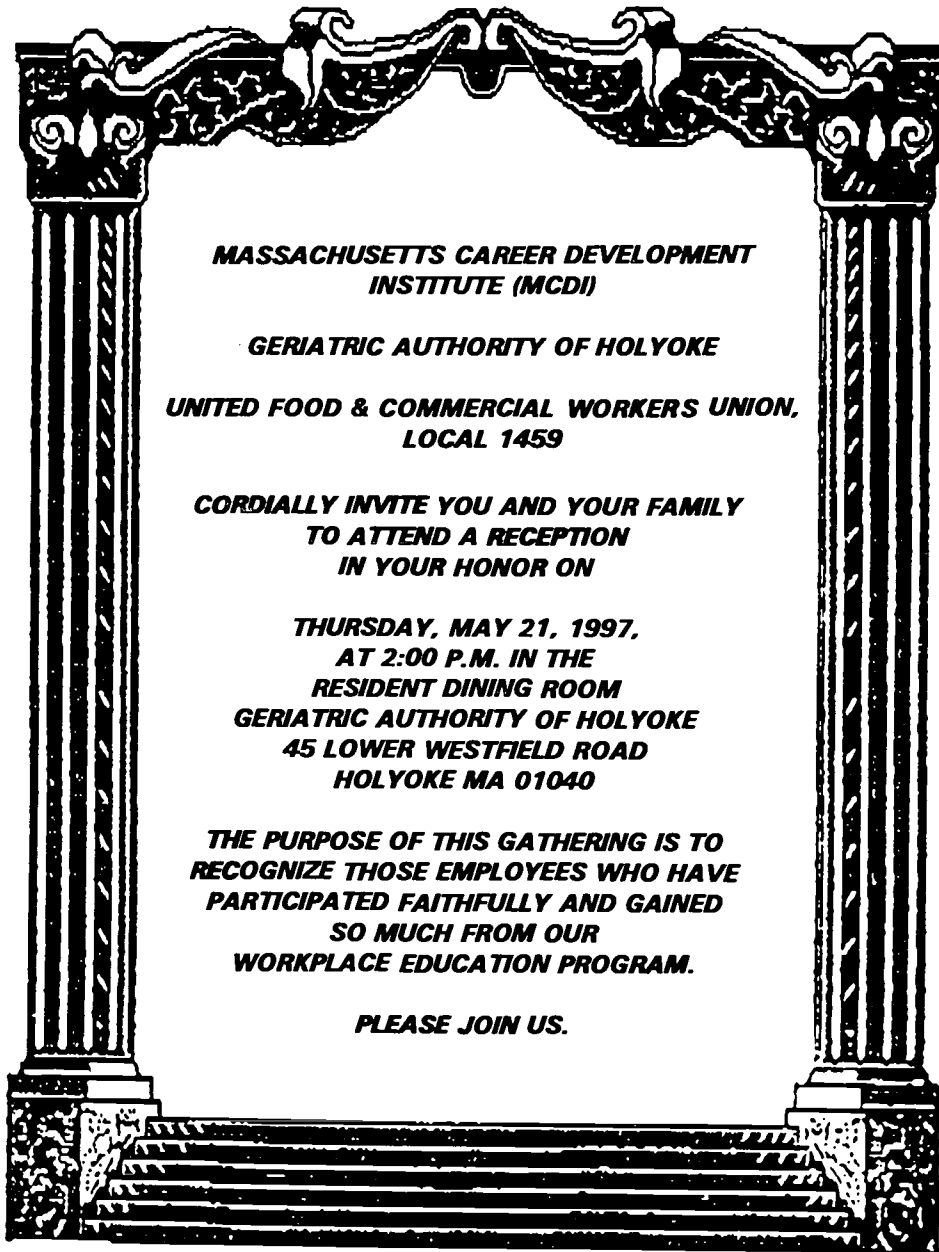 MASSACHUSETTS CAREER DEVELOPMENT
INSTITUTE (MCDI)
GERIATRIC AUTHORITY OF HOLYOKE
UNITED FOOD & COMMERCIAL WORKERS UNION,
LOCAL 1459
CORDIALLY INVITE YOU AND YOUR FAMILY
TO ATTEND A RECEPTION
IN YOUR HONOR ON
THURSDAY, MAY 21, 1997,
AT 2:00 P.M. IN THE
RESIDENT DINING ROOM
GERIATRIC AUTHORITY OF HOLYOKE
45 LOWER WESTFIELD ROAD
HOLYOKE MA 01040
THE PURPOSE OF THIS GATHERING IS TO
RECOGNIZE THOSE EMPLOYEES WHO HAVE
PARTICIPATED FAITHFULLY AND GAINED
SO MUCH FROM OUR
WORKPLACE EDUCATION PROGRAM.
PLEASE JOIN US.